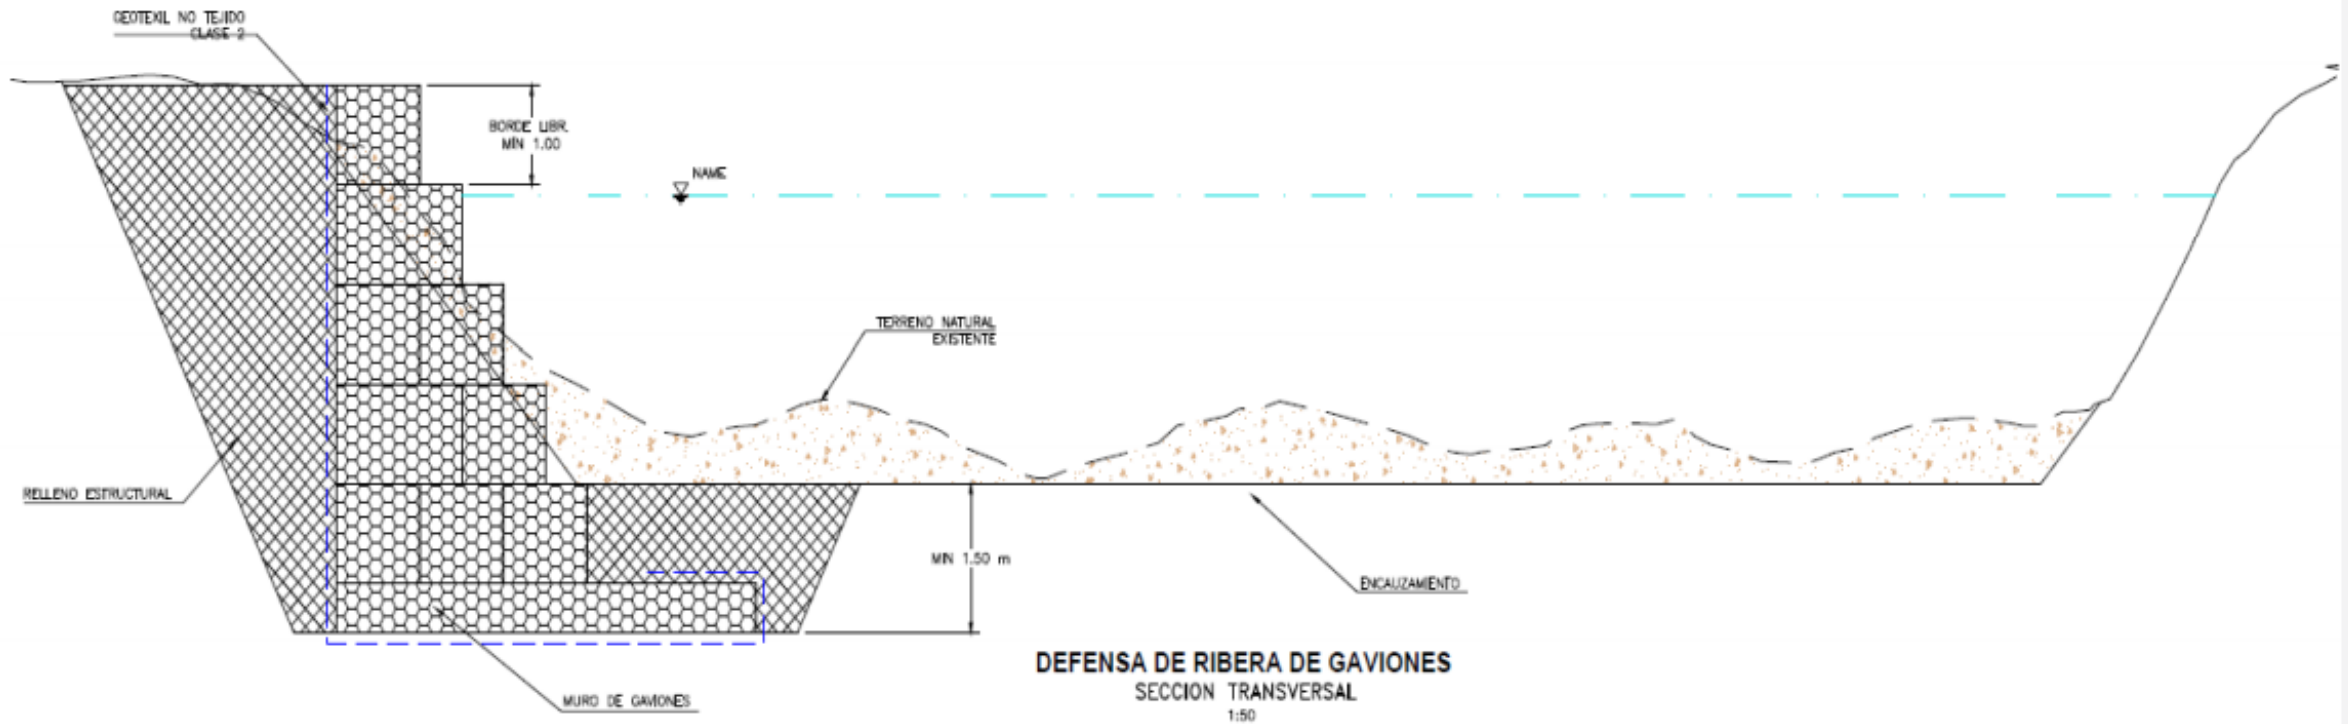 GEOTEXIL NO TEJIDO
CLASE 2
BORDE LIBR.
MIN 1.00
NAME
TERRENO NATURAL
EXISTENTE
RELLENO ESTRUCTURAL
MIN 1.50 m
ENCAUZAMIENTO
MURO DE GAVIONES
DEFENSA DE RIBERA DE GAVIONES
SECCION TRANSVERSAL
1:50